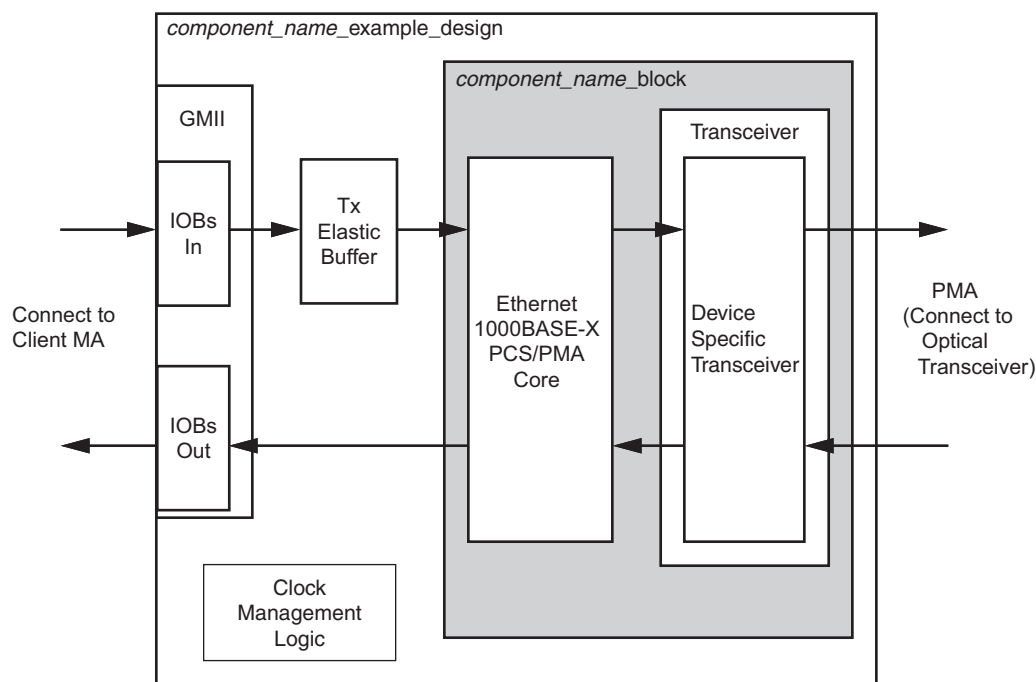 component_name_example_design
component_name_block
GMII
Transceiver
IOBs
In
Tx
Elastic
Buffer
Connect to
Client MA
Ethernet
1000BASE-X
PCS/PMA
Core
Device
Specific
Transceiver
PMA
(Connect to
Optical
Transceiver)
IOBs
Out
Clock
Management
Logic